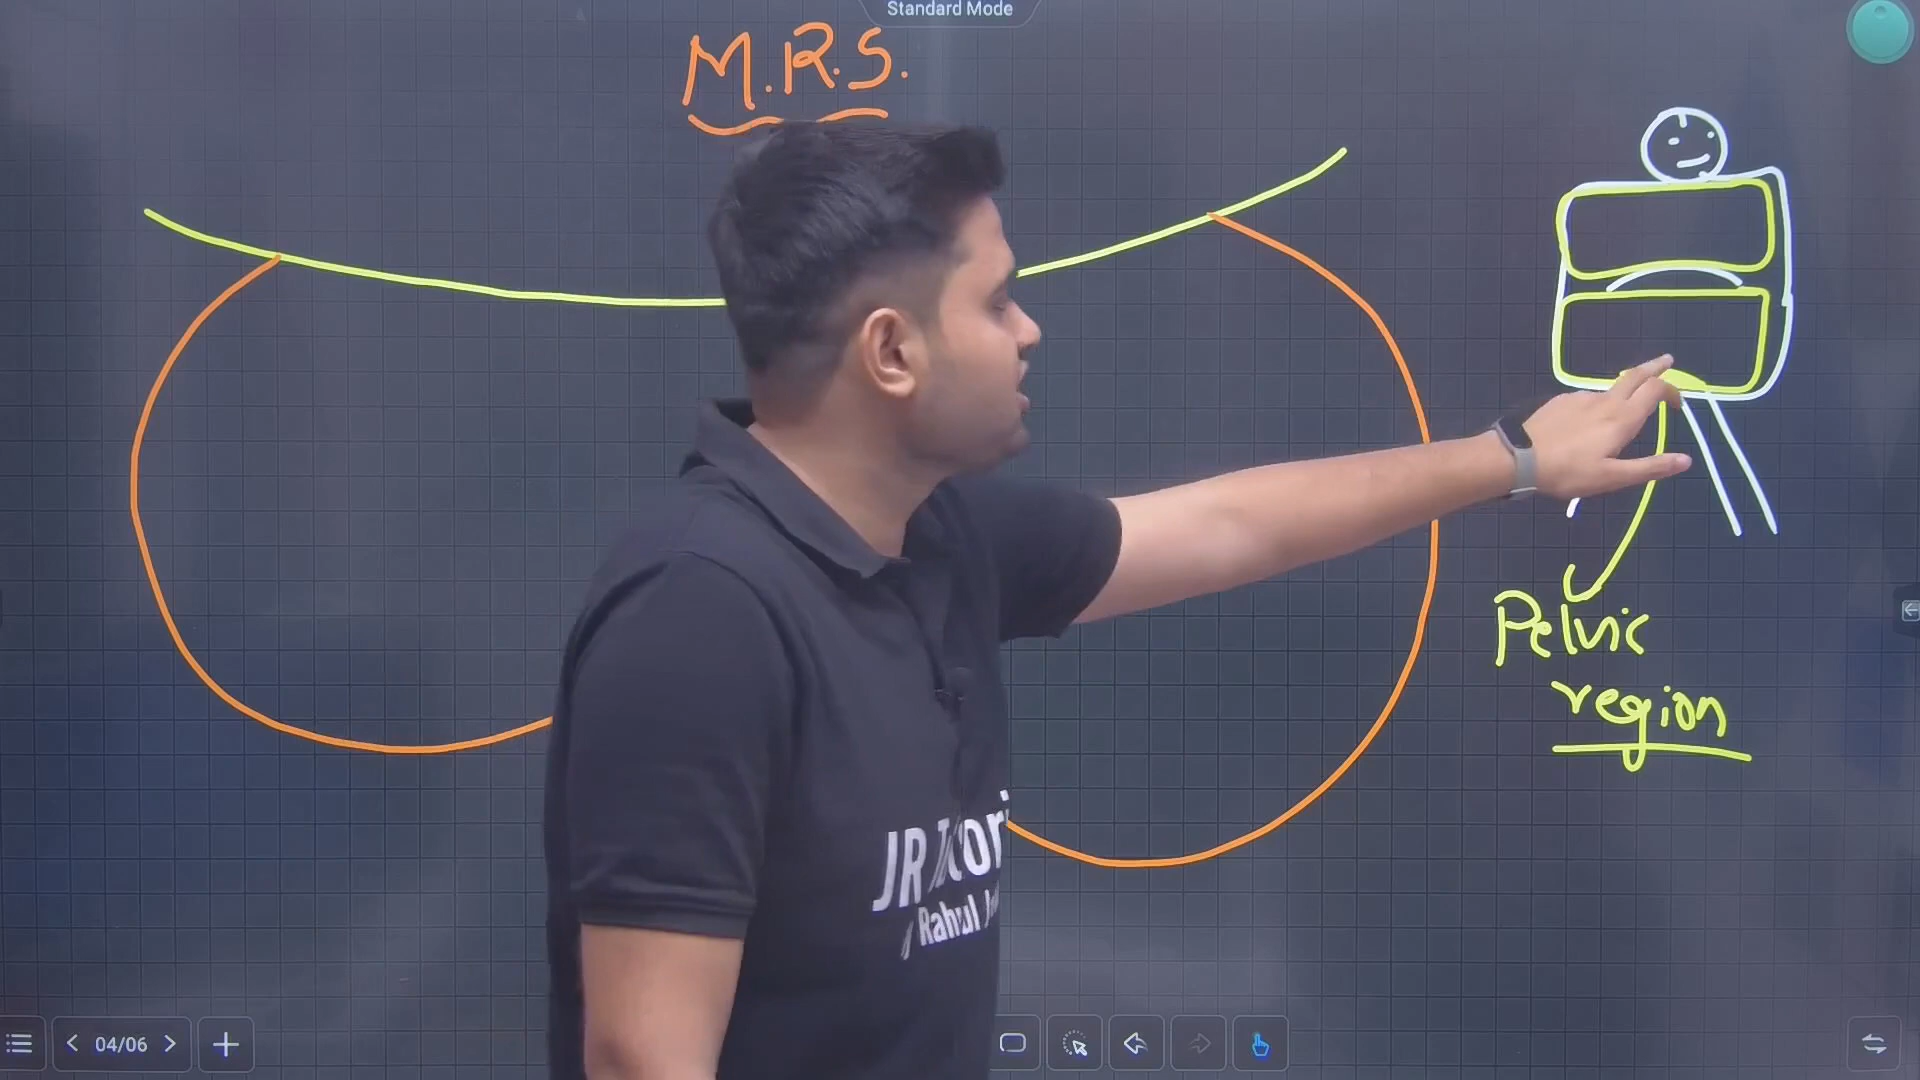 Standard Mode
M.R.S.
Pelvic
region
JR
Rahul
04/06